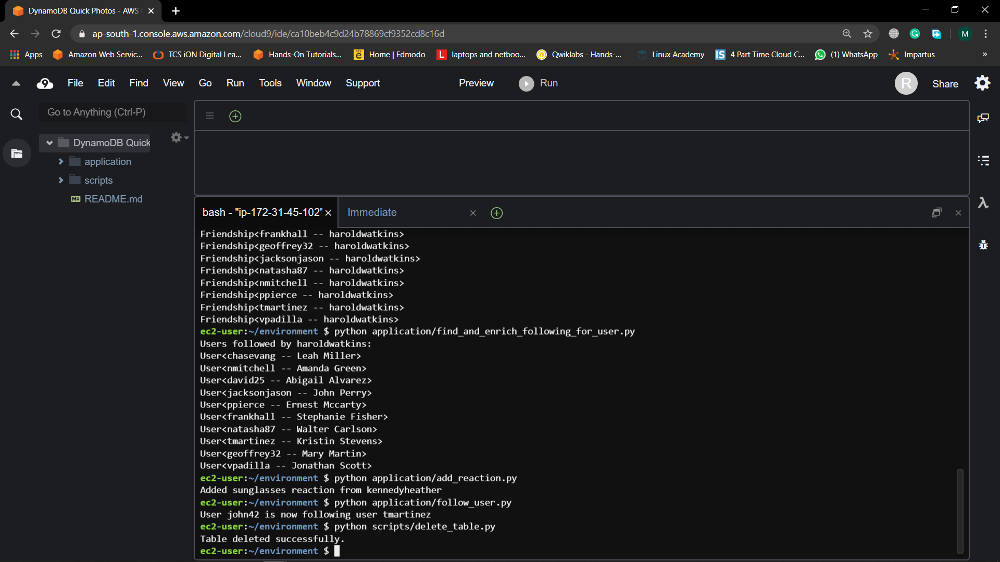 DynamoDB Quick Photos - AWS
ap-south-1.console.aws.amazon.com/cloud9/ide/ca10beb4c9d24b78869cf9352cd8c16d
M
Apps Amazon Web Servic... TCS iON Digital Lea... Hands-On Tutorials... Home | Edmodo laptops and netboo... Qwiklabs - Hands-... Linux Academy 4 Part Time Cloud C... (1) WhatsApp Impartus »
9 File Edit Find View Go Run Tools Window Support Preview Run R Share
Go to Anything (Ctrl-P)
DynamoDB Quick
application
scripts
README.md
bash - "ip-172-31-45-102" Immediate
Friendship<frankhall -- haroldwatkins>
Friendship<geoffrey32 -- haroldwatkins>
Friendship<jacksonjason -- haroldwatkins>
Friendship<natasha87 -- haroldwatkins>
Friendship<nmitchell -- haroldwatkins>
Friendship<ppierce -- haroldwatkins>
Friendship<tmartinez -- haroldwatkins>
Friendship<vpadilla -- haroldwatkins>
ec2-user:~/environment $ python application/find_and_enrich_following_for_user.py
Users followed by haroldwatkins:
User<chasevang -- Leah Miller>
User<nmitchell -- Amanda Green>
User<david25 -- Abigail Alvarez>
User<jacksonjason -- John Perry>
User<ppierce -- Ernest Mccarty>
User<frankhall -- Stephanie Fisher>
User<natasha87 -- Walter Carlson>
User<tmartinez -- Kristin Stevens>
User<geoffrey32 -- Mary Martin>
User<vpadilla -- Jonathan Scott>
ec2-user:~/environment $ python application/add_reaction.py
Added sunglasses reaction from kennedyheather
ec2-user:~/environment $ python application/follow_user.py
User john42 is now following user tmartinez
ec2-user:~/environment $ python scripts/delete_table.py
Table deleted successfully.
ec2-user:~/environment $